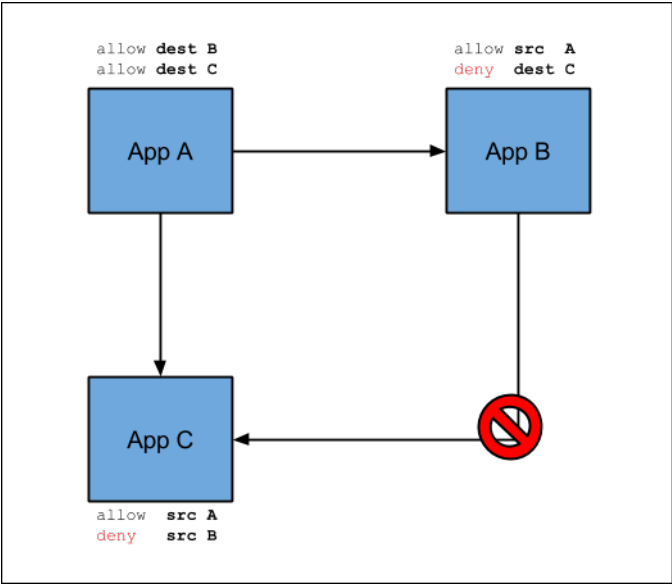 allow dest B
allow dest C
allow src A
deny dest C
App A
App B
App C
allow src A
deny src B